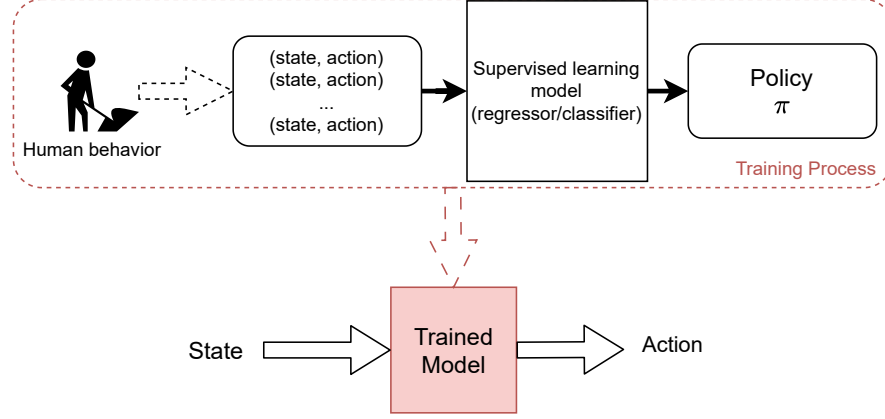 Human behavior
(state, action)
(state, action)
...
(state, action)
Supervised learning
model
(regressor/classifier)
Policy
π
Training Process
State
Trained
Model
Action